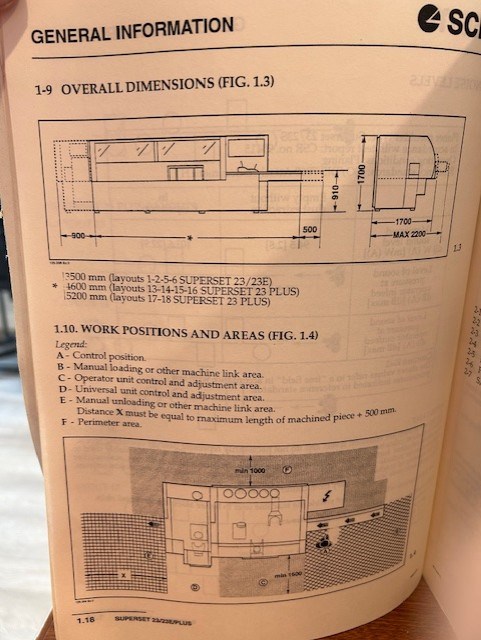 GENERAL INFORMATION
SC
1-9 OVERALL DIMENSIONS (FIG. 1.3)
1700
910
900
*
500
1700
MAX 2200
1.3
3500 mm (layouts 1-2-5-6 SUPERSET 23/23E)
* 4600 mm (layouts 13-14-15-16 SUPERSET 23 PLUS)
5200 mm (layouts 17-18 SUPERSET 23 PLUS)
1.10. WORK POSITIONS AND AREAS (FIG. 1.4)
Legend:
A - Control position.
B - Manual loading or other machine link area.
C - Operator unit control and adjustment area.
D - Universal unit control and adjustment area.
E - Manual unloading or other machine link area.
Distance X must be equal to maximum length of machined piece + 500 mm.
F - Perimeter area.
min 1000
F
X
D
C
min 1600
1.18 SUPERSET 23/23E/PLUS